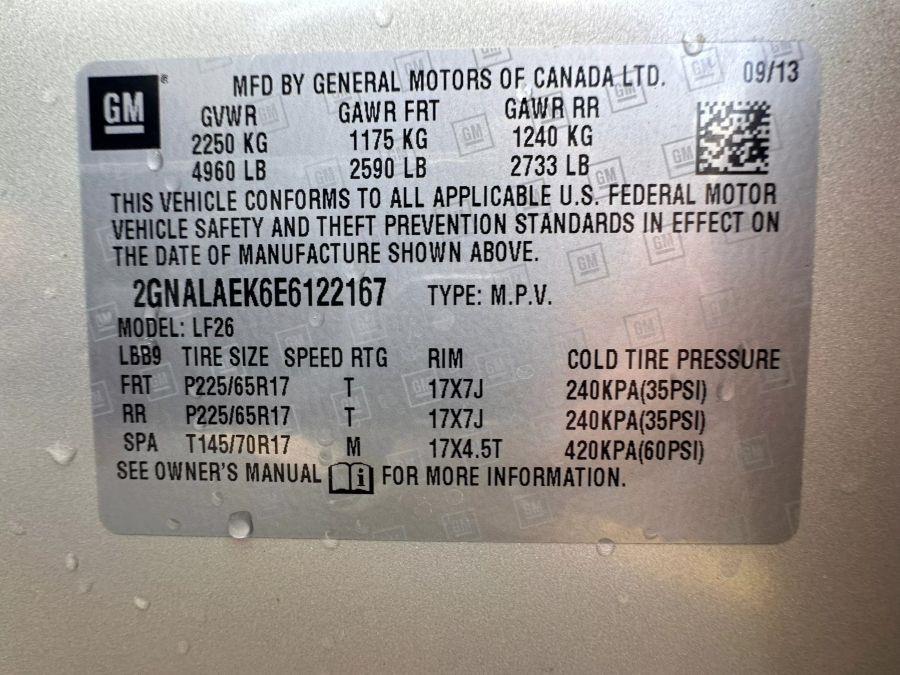 GM ® MFD BY GENERAL MOTORS OF CANADA LTD. 09/13
GVWR GAWR FRT GAWR RR
2250 KG 1175 KG 1240 KG
4960 LB 2590 LB 2733 LB
THIS VEHICLE CONFORMS TO ALL APPLICABLE U.S. FEDERAL MOTOR
VEHICLE SAFETY AND THEFT PREVENTION STANDARDS IN EFFECT ON
THE DATE OF MANUFACTURE SHOWN ABOVE.
2GNALAEK6E6122167 TYPE: M.P.V.
MODEL: LF26
LBB9 TIRE SIZE SPEED RTG RIM COLD TIRE PRESSURE
FRT P225/65R17 T 17X7J 240KPA(35PSI)
RR P225/65R17 T 17X7J 240KPA(35PSI)
SPA T145/70R17 M 17X4.5T 420KPA(60PSI)
SEE OWNER'S MANUAL i FOR MORE INFORMATION.